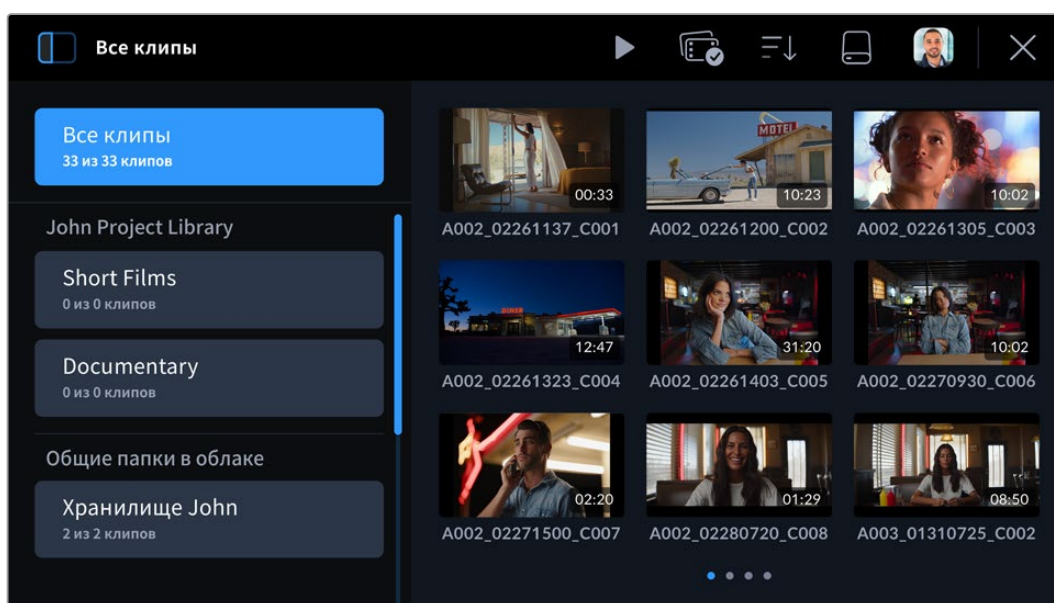 Все клипы
Все клипы
33 из 33 клипов
John Project Library
Short Films
0 из 0 клипов
Documentary
0 из 0 клипов
Общие папки в облаке
Хранилище John
2 из 2 клипов
MOTEL
00:33
10:23
10:02
A002_02261137_C001
A002_02261200_C002
A002_02261305_C003
DINER
12:47
31:20
10:02
A002_02261323_C004
A002_02261403_C005
A002_02270930_C006
02:20
01:29
08:50
A002_02271500_C007
A002_02280720_C008
A003_01310725_C002